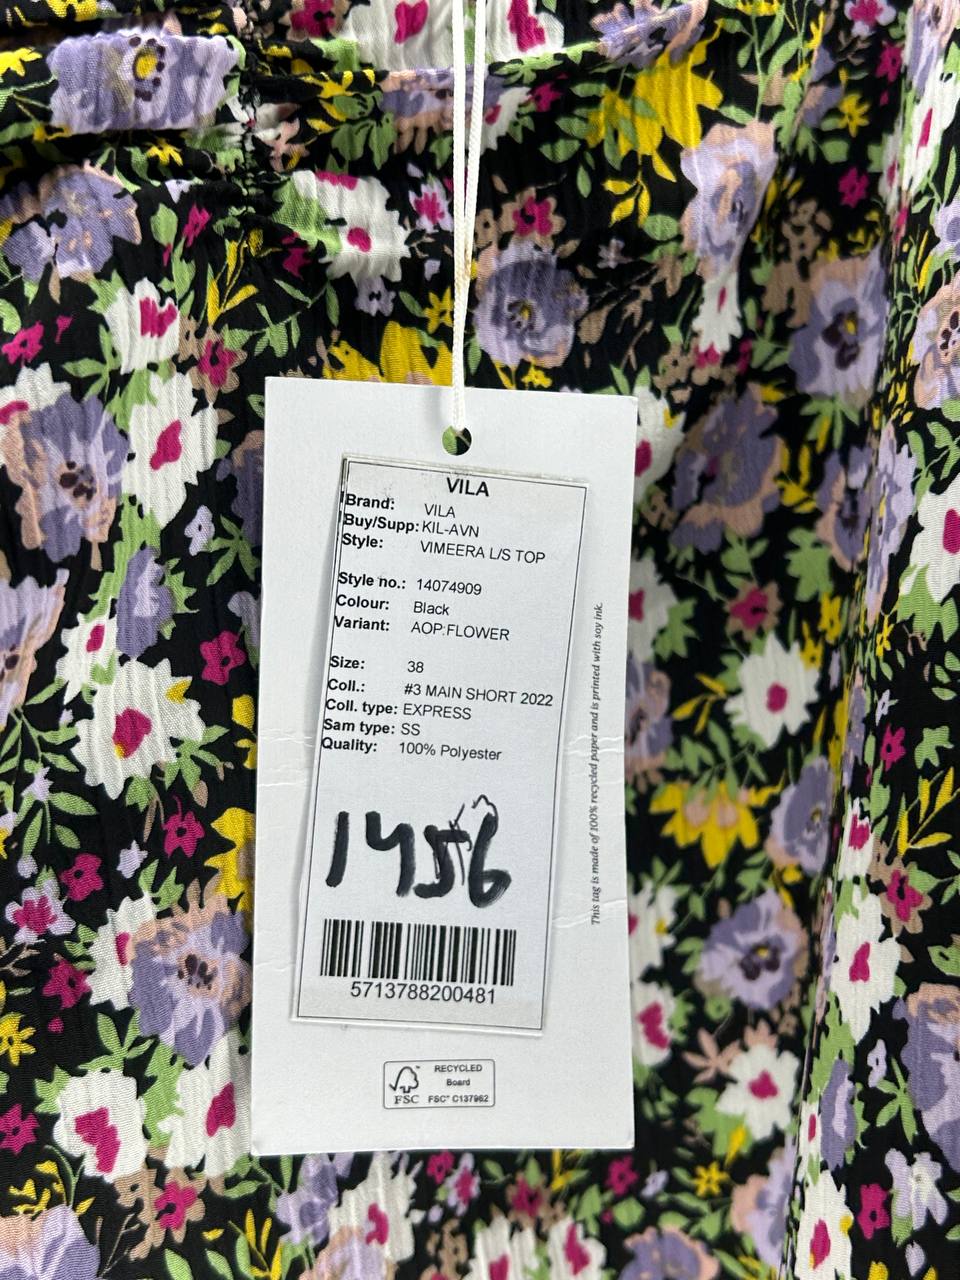 VILA
Brand: VILA
Buy/Supp: KIL-AVN
Style: VIMEERA L/S TOP
Style no.: 14074909
Colour: Black
Variant: AOP:FLOWER
Size: 38
Coll.: #3 MAIN SHORT 2022
Coll. type: EXPRESS
Sam type: SS
Quality: 100% Polyester
1456
5713788200481
This tag is made of 100% recycled paper and is printed with soy ink.
FSC
RECYCLED
Board
FSC® C137962